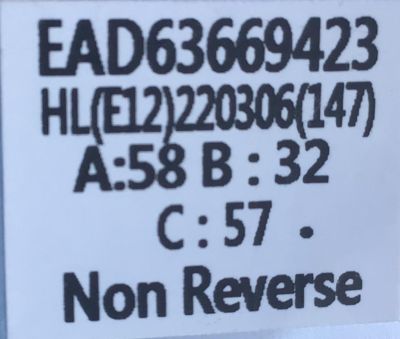 EAD63669423
HL(E12)220306(147)
A:58 B : 32
C : 57 .
Non Reverse